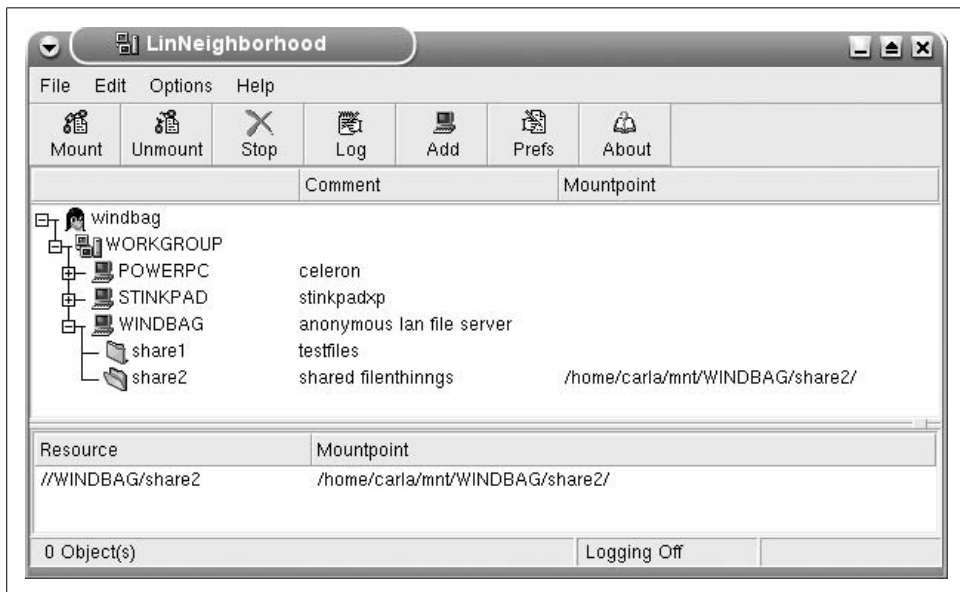 LinNeighborhood
File Edit Options Help
Mount Unmount Stop Log Add Prefs About
Comment Mountpoint
windbag
WORKGROUP
POWERPC celeron
STINKPAD stinkpadxp
WINDBAG anonymous lan file server
share1 testfiles
share2 shared filenthinngs /home/carla/mnt/WINDBAG/share2/
Resource Mountpoint
//WINDBAG/share2 /home/carla/mnt/WINDBAG/share2/
0 Object(s) Logging Off